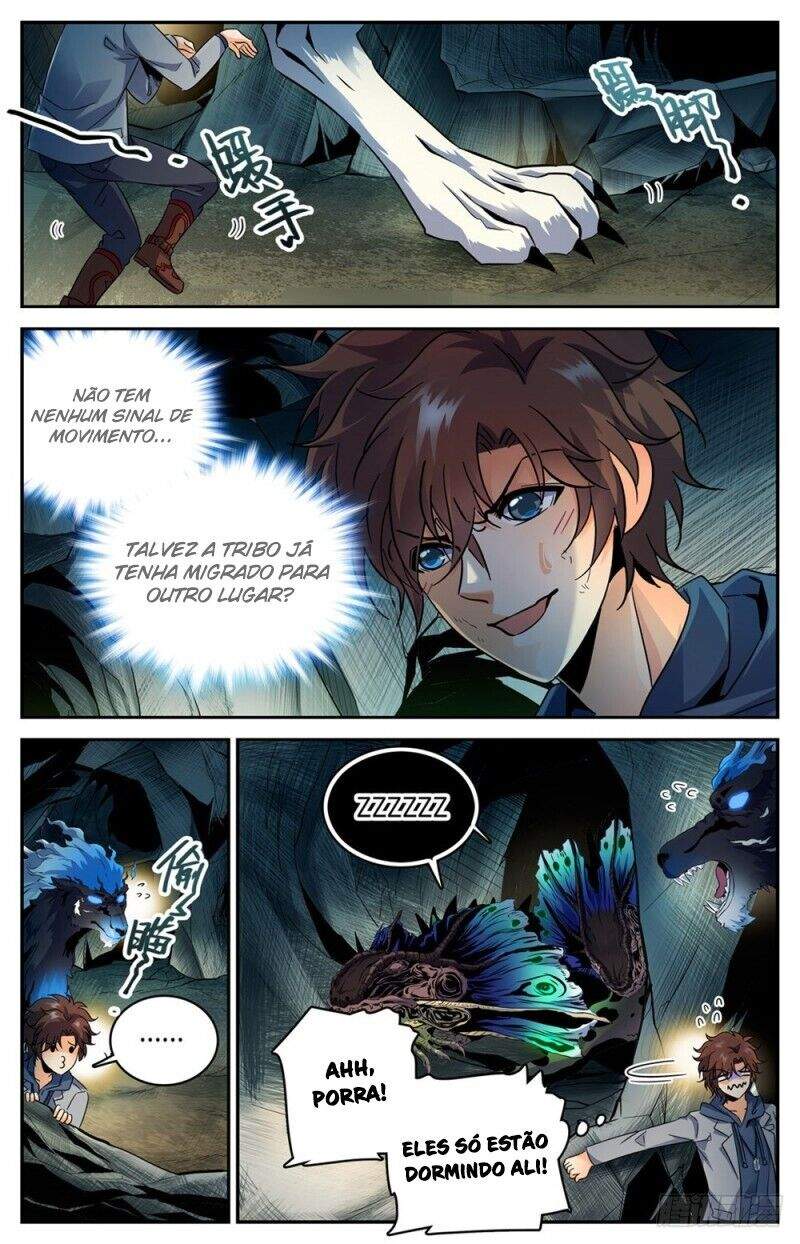 蹑
脚
蹑
手
NÃO TEM
NENHUM SINAL DE
MOVIMENTO...
TALVEZ A TRIBO JÁ
TENHA MIGRADO PARA
OUTRO LUGAR?
偷
瞄
......
ZZZZZZ
AHH,
PORRA!
ELES SÓ ESTÃO
DORMINDO ALI!